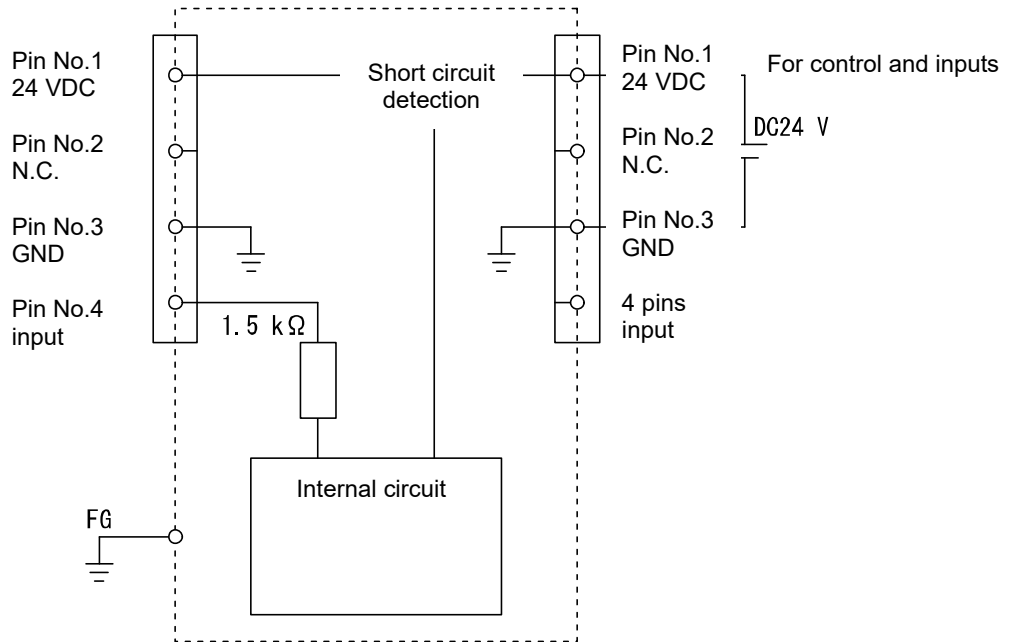 Pin No.1
24 VDC
Pin No.2
N.C.
Pin No.3
GND
Pin No.4
input
Short circuit
detection
1.5 kΩ
Internal circuit
FG
Pin No.1
24 VDC
Pin No.2
N.C.
Pin No.3
GND
4 pins
input
For control and inputs
DC24 V